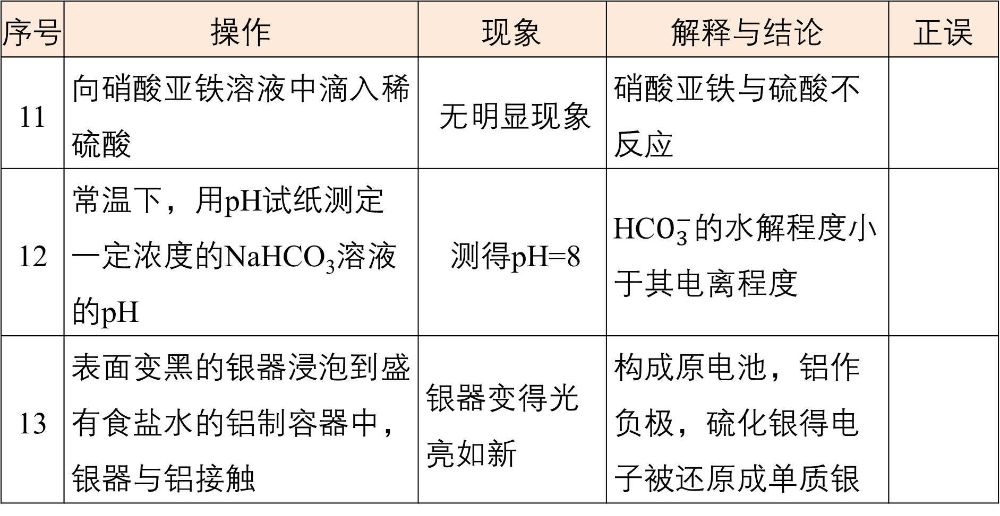 序号 操作 现象 解释与结论 正误
11 向硝酸亚铁溶液中滴入稀硫酸 无明显现象 硝酸亚铁与硫酸不反应
12 常温下，用pH试纸测定一定浓度的NaHCO₃溶液的pH 测得pH=8 HCO₃⁻的水解程度小于其电离程度
13 表面变黑的银器浸泡到盛有食盐水的铝制容器中，银器与铝接触 银器变得光亮如新 构成原电池，铝作负极，硫化银得电子被还原成单质银